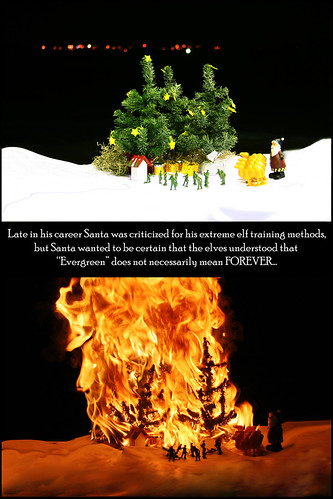 Late in his career Santa was criticized for his extreme elf training methods,
but Santa wanted to be certain that the elves understood that
"Evergreen" does not necessarily mean FOREVER...